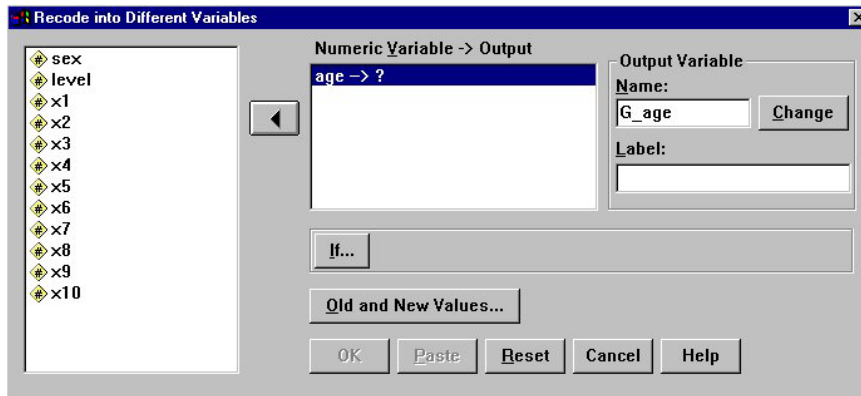 Recode into Different Variables
sex
level
x1
x2
x3
x4
x5
x6
x7
x8
x9
x10
Numeric Variable -> Output
age --> ?
Output Variable
Name:
G_age
Change
Label:
If...
Old and New Values...
OK
Paste
Reset
Cancel
Help